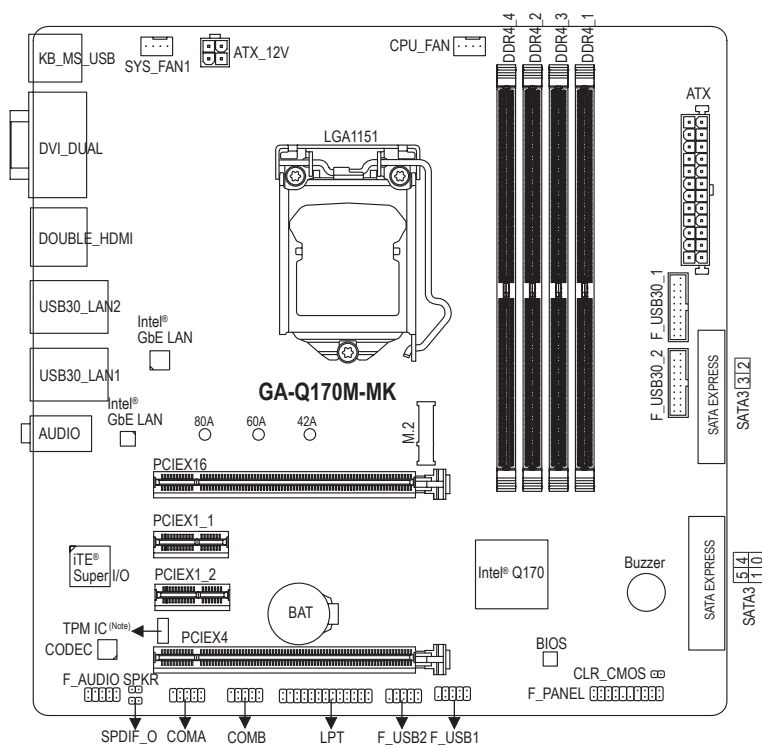 KB_MS_USB
SYS_FAN1
ATX_12V
CPU_FAN
DDR4_4
DDR4_2
DDR4_3
DDR4_1
ATX
LGA1151
DVI_DUAL
DOUBLE_HDMI
USB30_LAN2
Intel®
GbE LAN
USB30_LAN1
Intel®
GbE LAN
AUDIO
GA-Q170M-MK
80A
60A
42A
M.2
F_USB30_1
F_USB30_2
SATA EXPRESS
SATA3 3 2
PCIEX16
PCIEX1_1
iTE®
Super I/O
PCIEX1_2
BAT
Intel® Q170
Buzzer
SATA EXPRESS
SATA3
5 4
1 0
TPM IC (Note)
CODEC
PCIEX4
BIOS
CLR_CMOS
F_AUDIO SPKR
F_PANEL
SPDIF_O
COMA
COMB
LPT
F_USB2
F_USB1